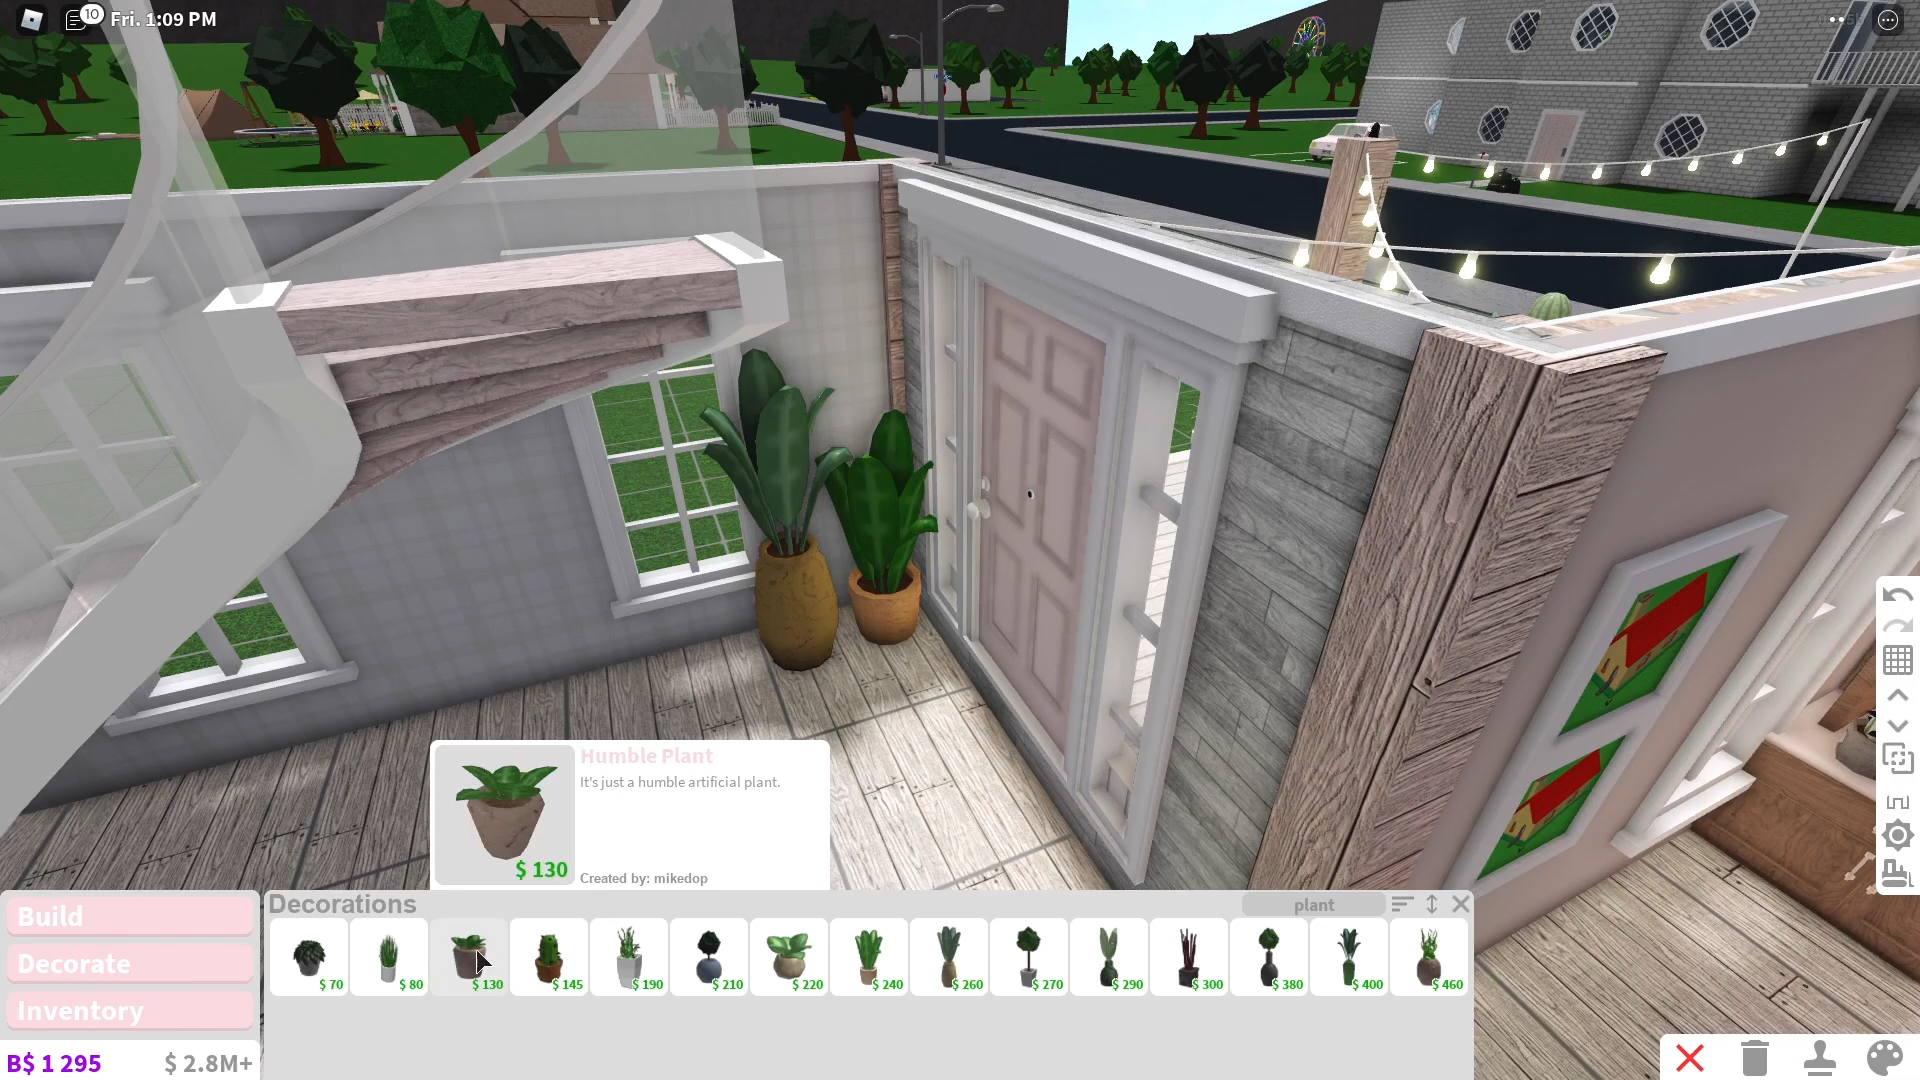 10
Fri. 1:09 PM
Humble Plant
It's just a humble artificial plant.
$ 130
Created by: mikedop
Build
Decorate
Inventory
B$ 1 295
$ 2.8M+
Decorations
plant
$ 70
$ 80
$ 130
$ 145
$ 190
$ 210
$ 220
$ 240
$ 260
$ 270
$ 290
$ 300
$ 380
$ 400
$ 460